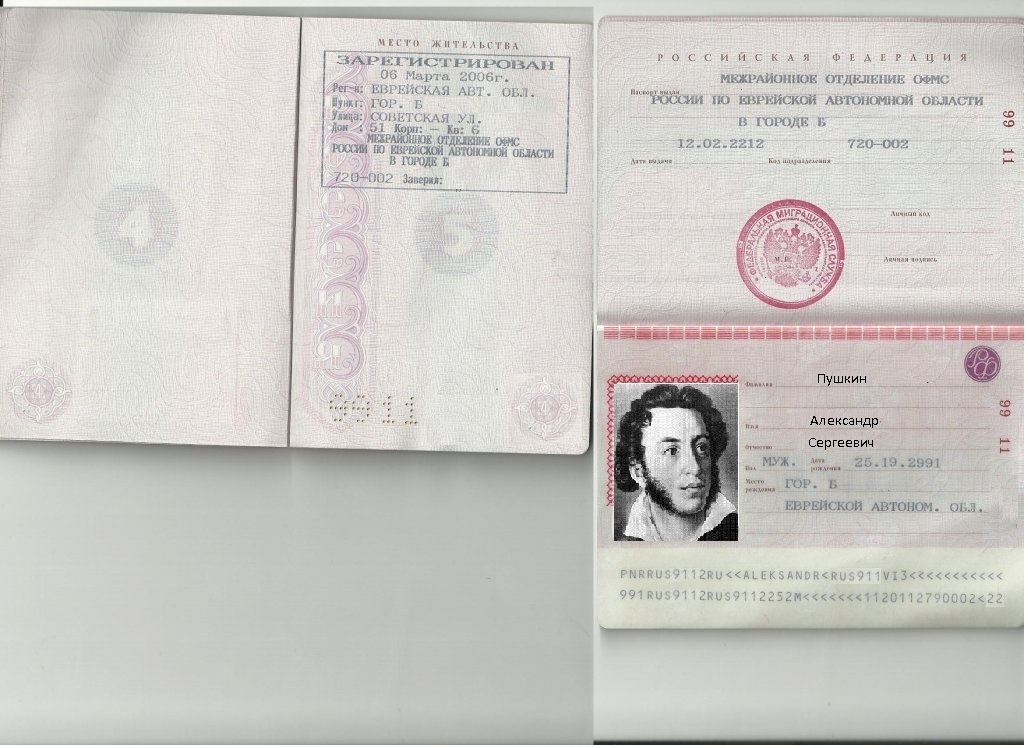 МЕСТО ЖИТЕЛЬСТВА
ЗАРЕГИСТРИРОВАН
06 Марта 2006г.
Рег-н: ЕВРЕЙСКАЯ АВТ. ОБЛ.
Пункт: ГОР. Б
Улица: СОВЕТСКАЯ УЛ.
Дом : 51 Корп: – Кв: 6
МЕЖРАЙОННОЕ ОТДЕЛЕНИЕ ОФМС
РОССИИ ПО ЕВРЕЙСКОЙ АВТОНОМНОЙ ОБЛАСТИ
В ГОРОДЕ Б
720-002 Заверил:
4
5
99 11
РОССИЙСКАЯ ФЕДЕРАЦИЯ
МЕЖРАЙОННОЕ ОТДЕЛЕНИЕ ОФМС
Паспорт выдан
РОССИИ ПО ЕВРЕЙСКОЙ АВТОНОМНОЙ ОБЛАСТИ
В ГОРОДЕ Б
12.02.2212 720-002
Дата выдачи Код подразделения
99 11
Личный код
Личная подпись
ФЕДЕРАЛЬНАЯ МИГРАЦИОННАЯ СЛУЖБА
М.П.
РФ
Фамилия Пушкин
Имя Александр
Отчество Сергеевич
Пол МУЖ. Дата рождения 25.19.2991
Место рождения ГОР. Б
ЕВРЕЙСКОЙ АВТОНОМ. ОБЛ.
99 11
PNRRUS9112RU<<ALEKSANDR<RUS911VI3<<<<<<<<<<<
991RUS9112RUS9112252M<<<<<<<1120112790002<22